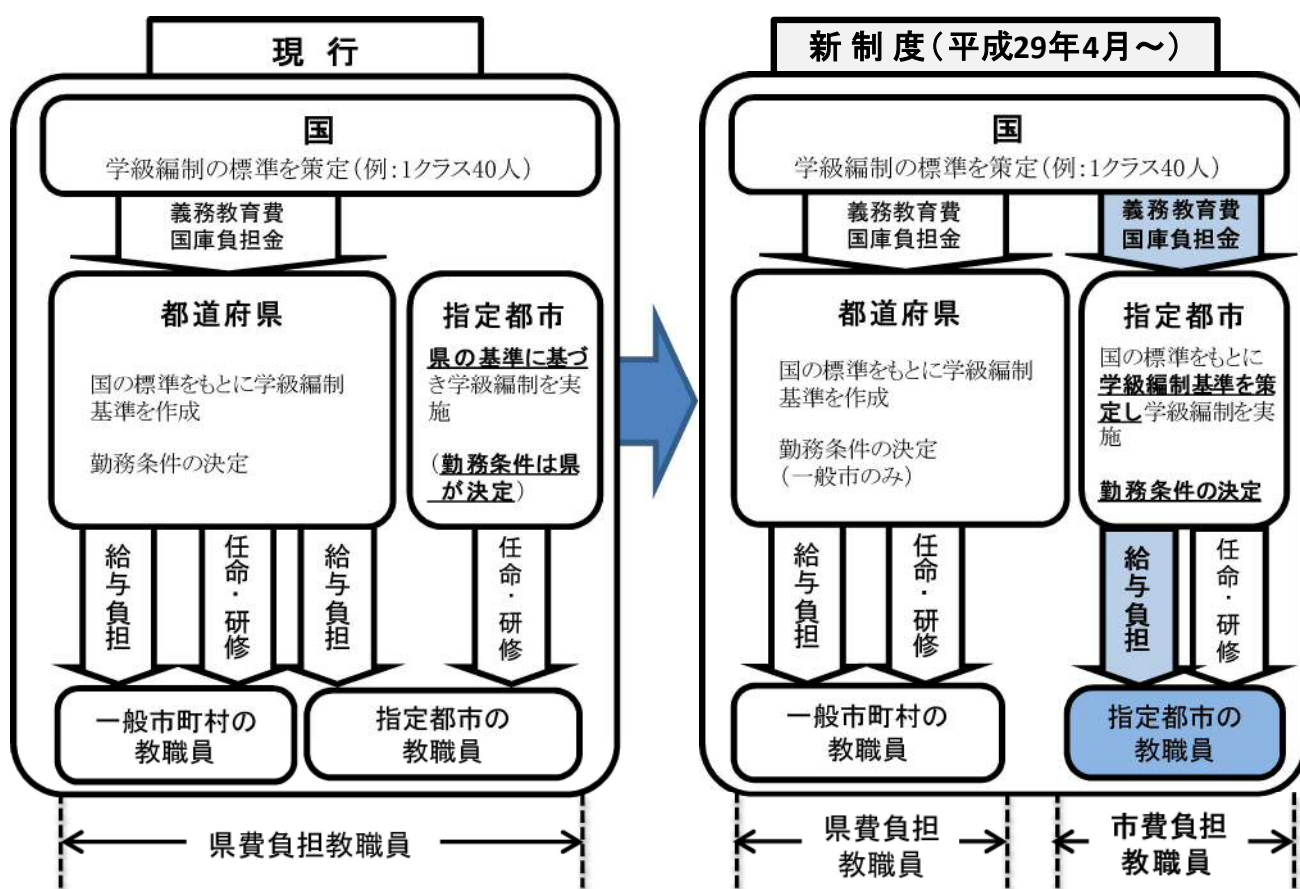 現 行
国
学級編制の標準を策定(例:1クラス40人)
義務教育費
国庫負担金
都道府県
国の標準をもとに学級編制
基準を作成
勤務条件の決定
指定都市
県の基準に基づ
き学級編制を実
施
(勤務条件は県
が決定)
給与負担
任命・研修
給与負担
任命・研修
一般市町村の
教職員
指定都市の
教職員
県費負担教職員
新 制 度(平成29年4月~)
国
学級編制の標準を策定(例:1クラス40人)
義務教育費
国庫負担金
義務教育費
国庫負担金
都道府県
国の標準をもとに学級編制
基準を作成
勤務条件の決定
(一般市のみ)
指定都市
国の標準をもとに
学級編制基準を策
定し学級編制を実
施
勤務条件の決定
給与負担
任命・研修
給与負担
任命・研修
一般市町村の
教職員
指定都市の
教職員
県費負担
教職員
市費負担
教職員